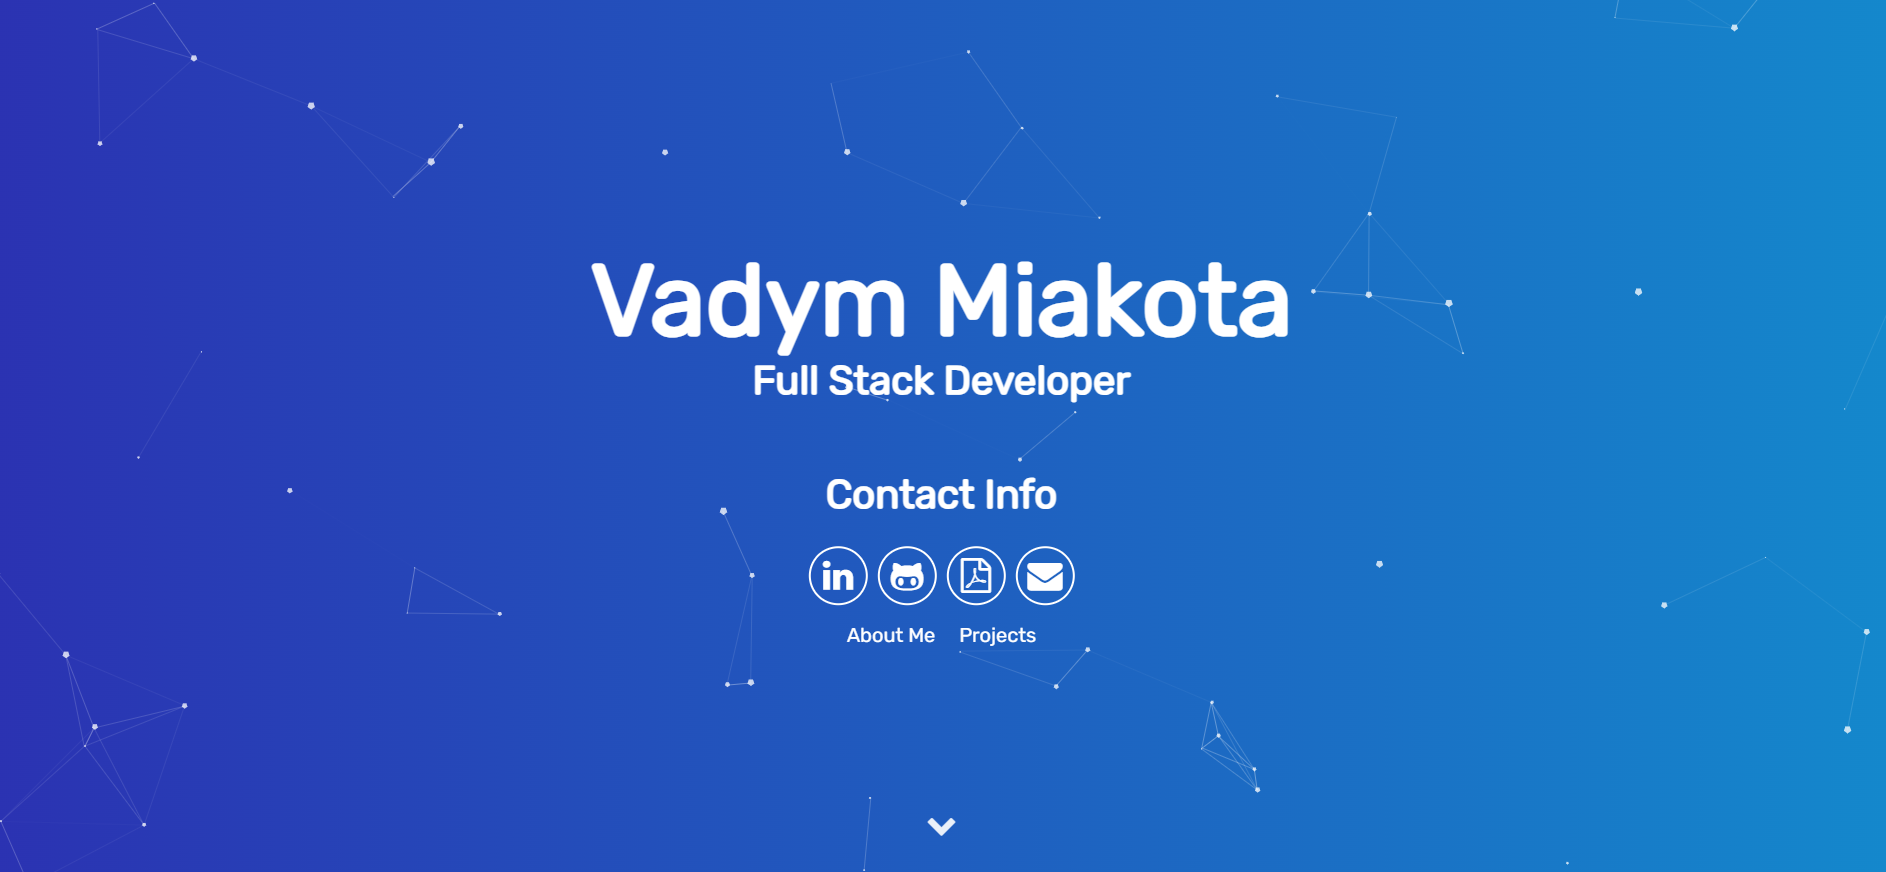 Vadym Miakota
Full Stack Developer
Contact Info
in
About Me Projects